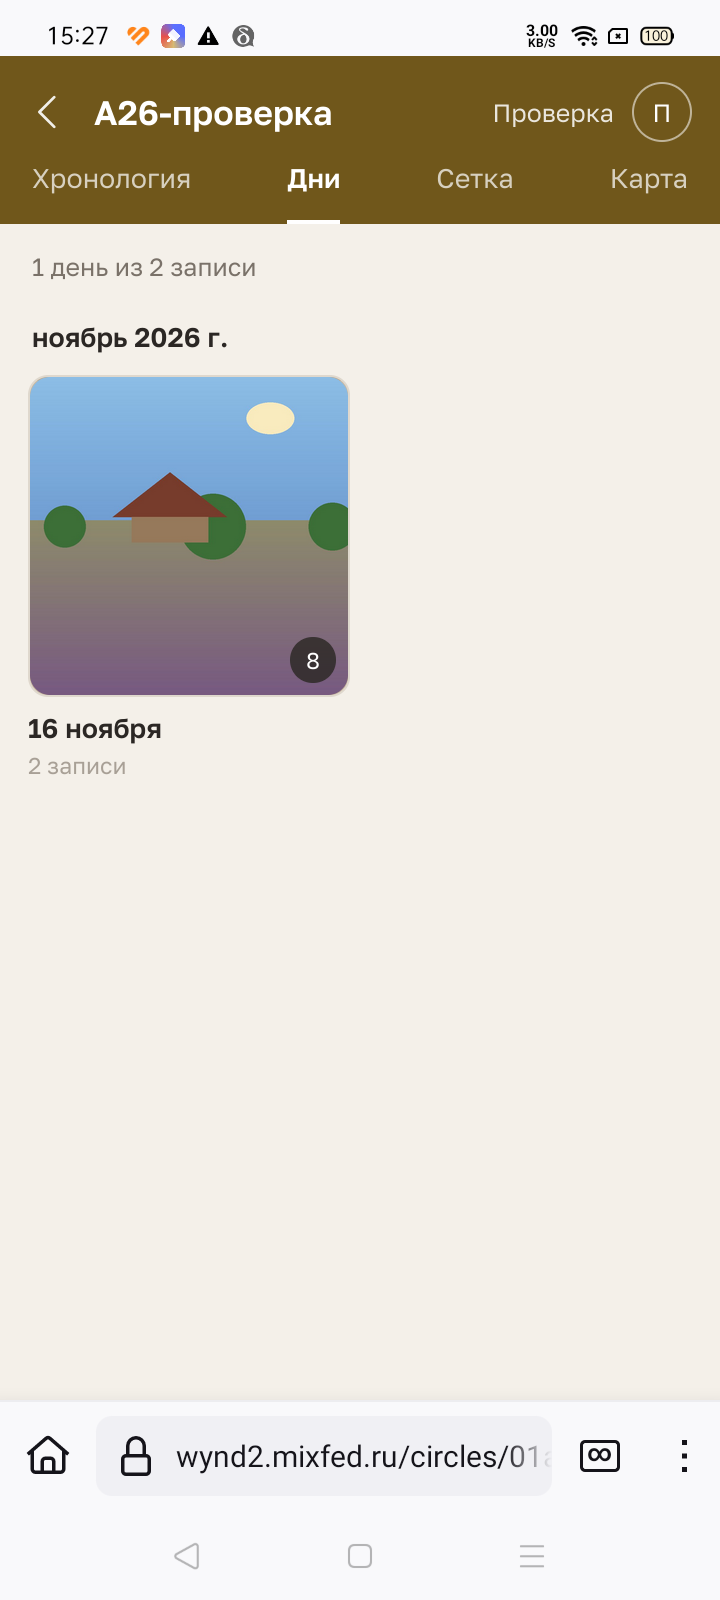 15:27
3.00
KB/S
100
А26-проверка
Проверка
П
Хронология
Дни
Сетка
Карта
1 день из 2 записи
ноябрь 2026 г.
8
16 ноября
2 записи
wynd2.mixfed.ru/circles/01